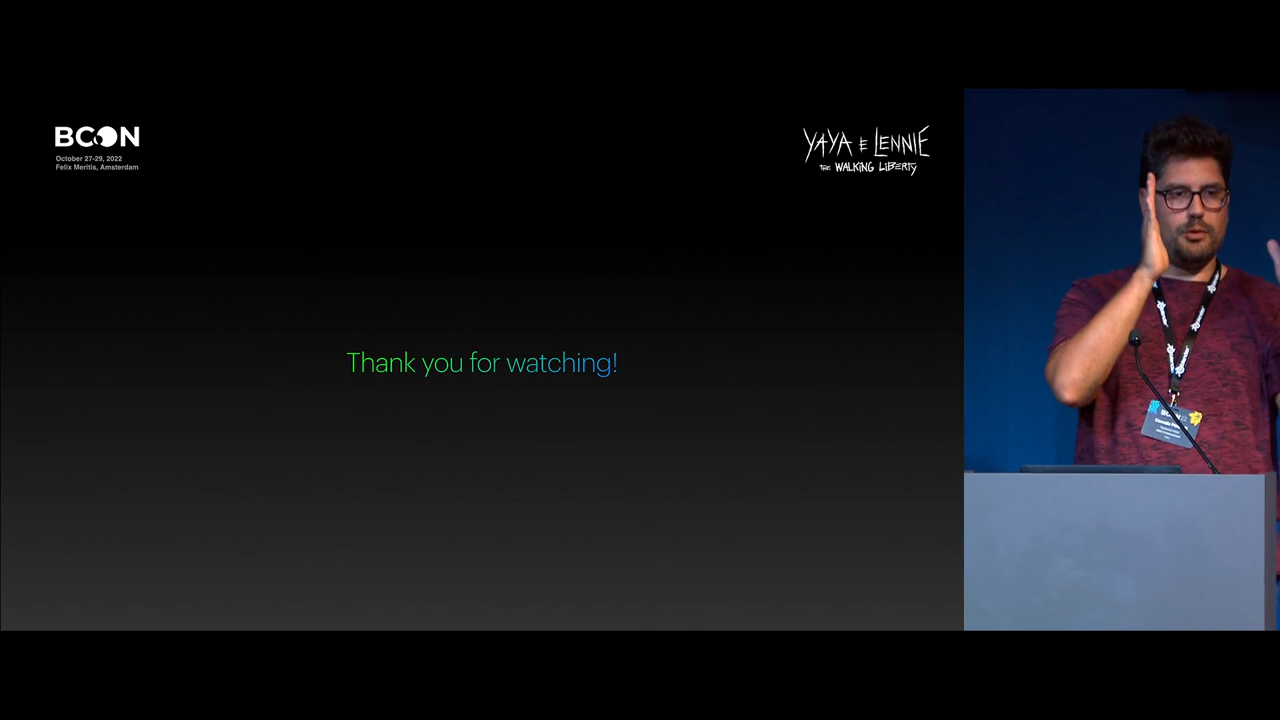 BCON
October 27-29, 2022
Felix Meritis, Amsterdam
YAYA E LENNIE
THE WALKING LIBERTY
Thank you for watching!